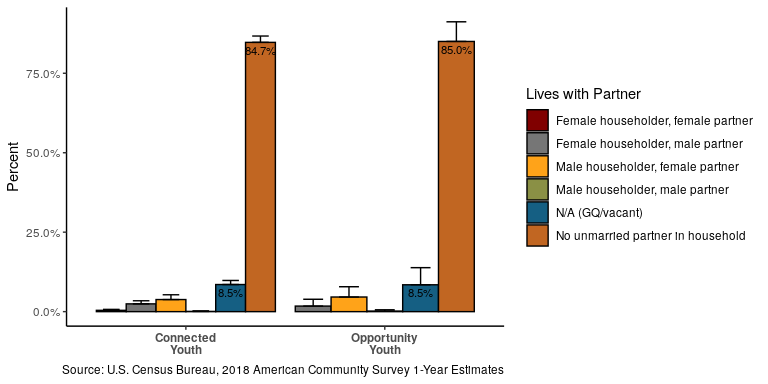 Percent
75.0%
50.0%
25.0%
0.0%
84.7%
8.5%
85.0%
8.5%
Connected
Youth
Opportunity
Youth
Lives with Partner
Female householder, female partner
Female householder, male partner
Male householder, female partner
Male householder, male partner
N/A (GQ/vacant)
No unmarried partner in household
Source: U.S. Census Bureau, 2018 American Community Survey 1-Year Estimates